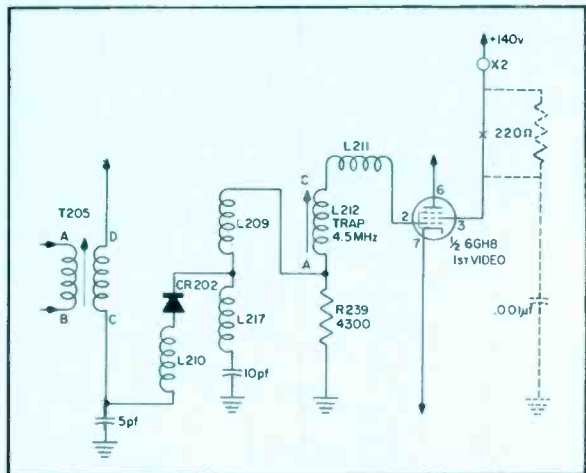 +140v
X2
L211
220Ω
T205
C
6
A
D
L209
L212
TRAP
4.5MHz
2
3
7
½ 6GH8
1ST VIDEO
CR202
A
B
C
L217
R239
4300
.001µf
L210
10pf
5pf